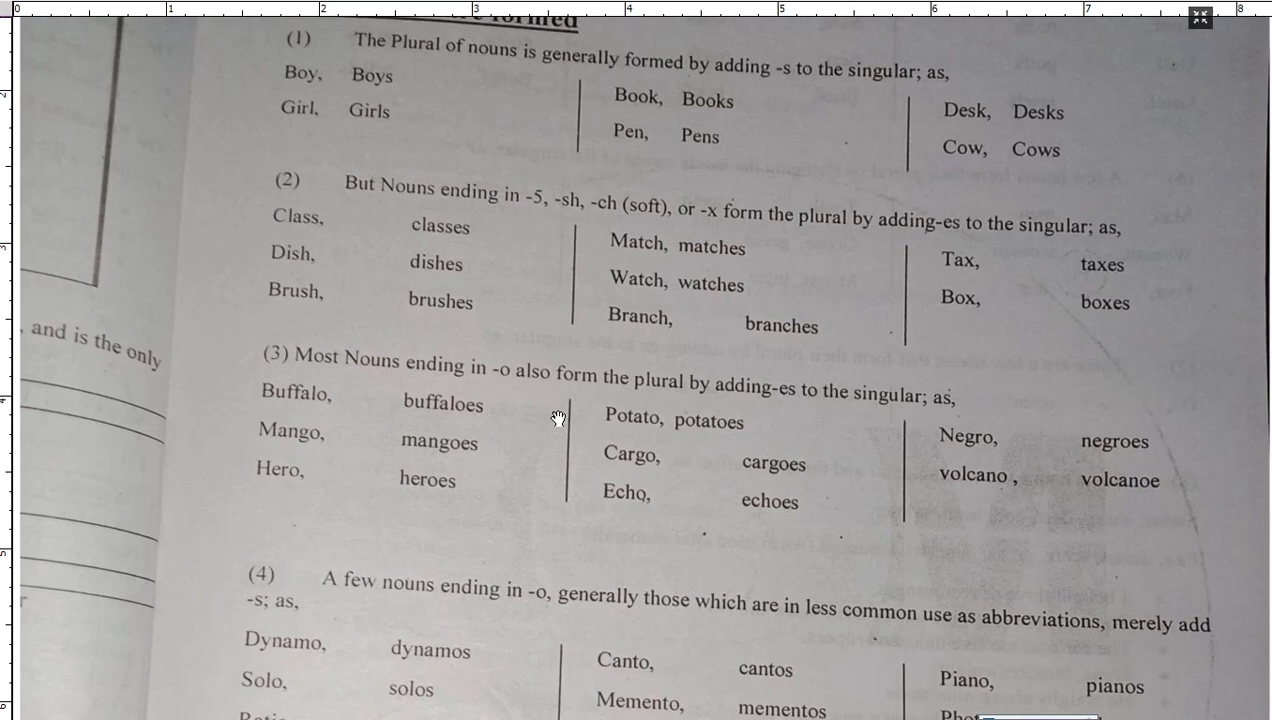 formed
(1) The Plural of nouns is generally formed by adding -s to the singular; as,
Boy, Boys Book, Books Desk, Desks
Girl, Girls Pen, Pens Cow, Cows
(2) But Nouns ending in -5, -sh, -ch (soft), or -x form the plural by adding-es to the singular; as,
Class, classes Match, matches Tax, taxes
Dish, dishes Watch, watches Box, boxes
Brush, brushes Branch, branches
, and is the only
(3) Most Nouns ending in -o also form the plural by adding-es to the singular; as,
Buffalo, buffaloes Potato, potatoes Negro, negroes
Mango, mangoes Cargo, cargoes volcano , volcanoe
Hero, heroes Echo, echoes
(4) A few nouns ending in -o, generally those which are in less common use as abbreviations, merely add
-s; as,
Dynamo, dynamos Canto, cantos Piano, pianos
Solo, solos Memento, mementos